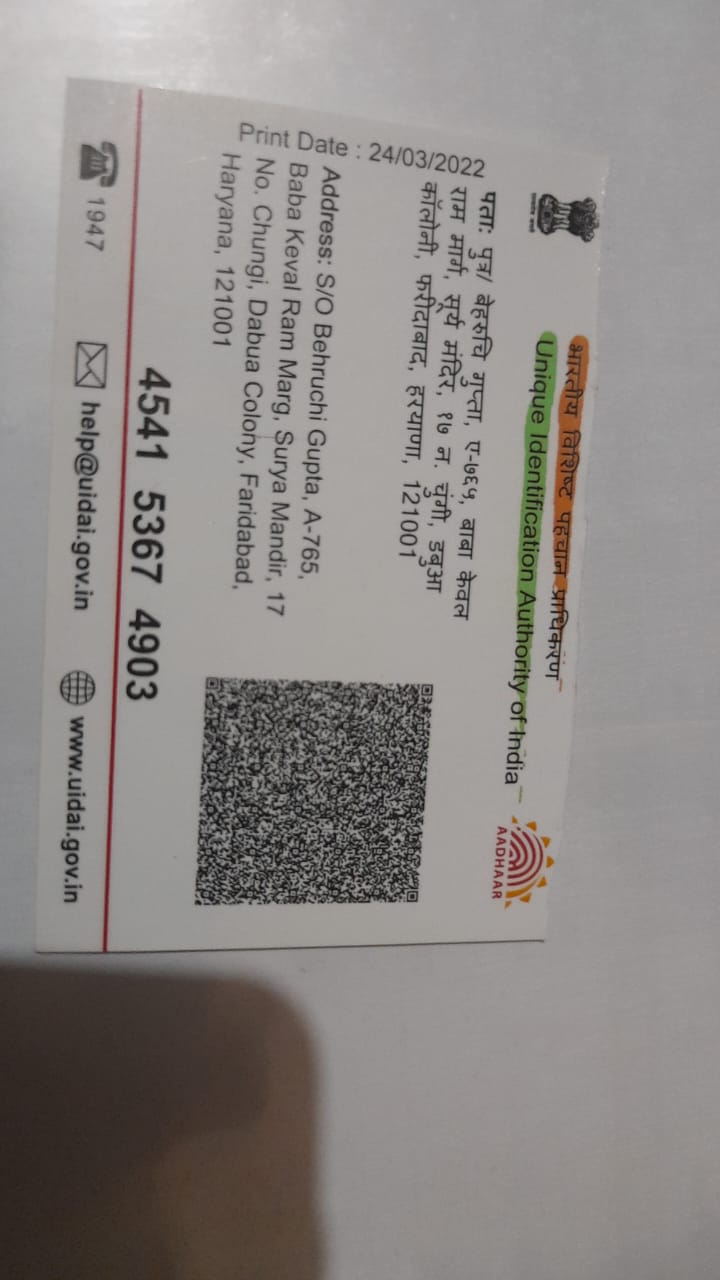 भारतीय विशिष्ट पहचान प्राधिकरण
Unique Identification Authority of India
AADHAAR
Print Date : 24/03/2022
पता: पुत्र/ बेहरुचि गुप्ता, ए-७६५, बाबा केवल
राम मार्ग, सूर्य मंदिर, १७ न. चुंगी, डबुआ
कॉलोनी, फरीदाबाद, हरयाणा, 121001
Address: S/O Behruchi Gupta, A-765,
Baba Keval Ram Marg, Surya Mandir, 17
No. Chungi, Dabua Colony, Faridabad,
Haryana, 121001
4541 5367 4903
1947
help@uidai.gov.in
www.uidai.gov.in